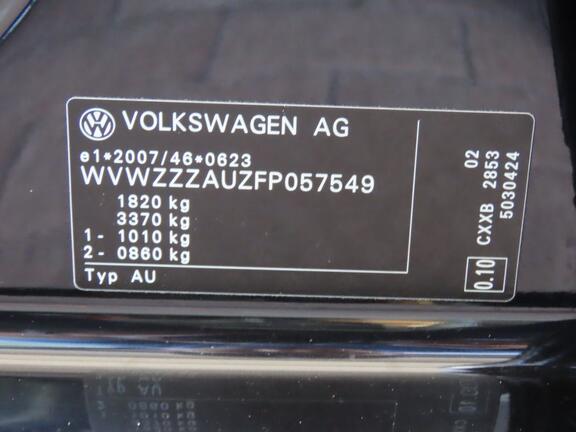 VOLKSWAGEN AG
e1*2007/46*0623
WVWZZZAUZFP057549
1820 kg
3370 kg
1- 1010 kg
2- 0860 kg
Typ AU
0.10 CXXB 2853 02
5030424